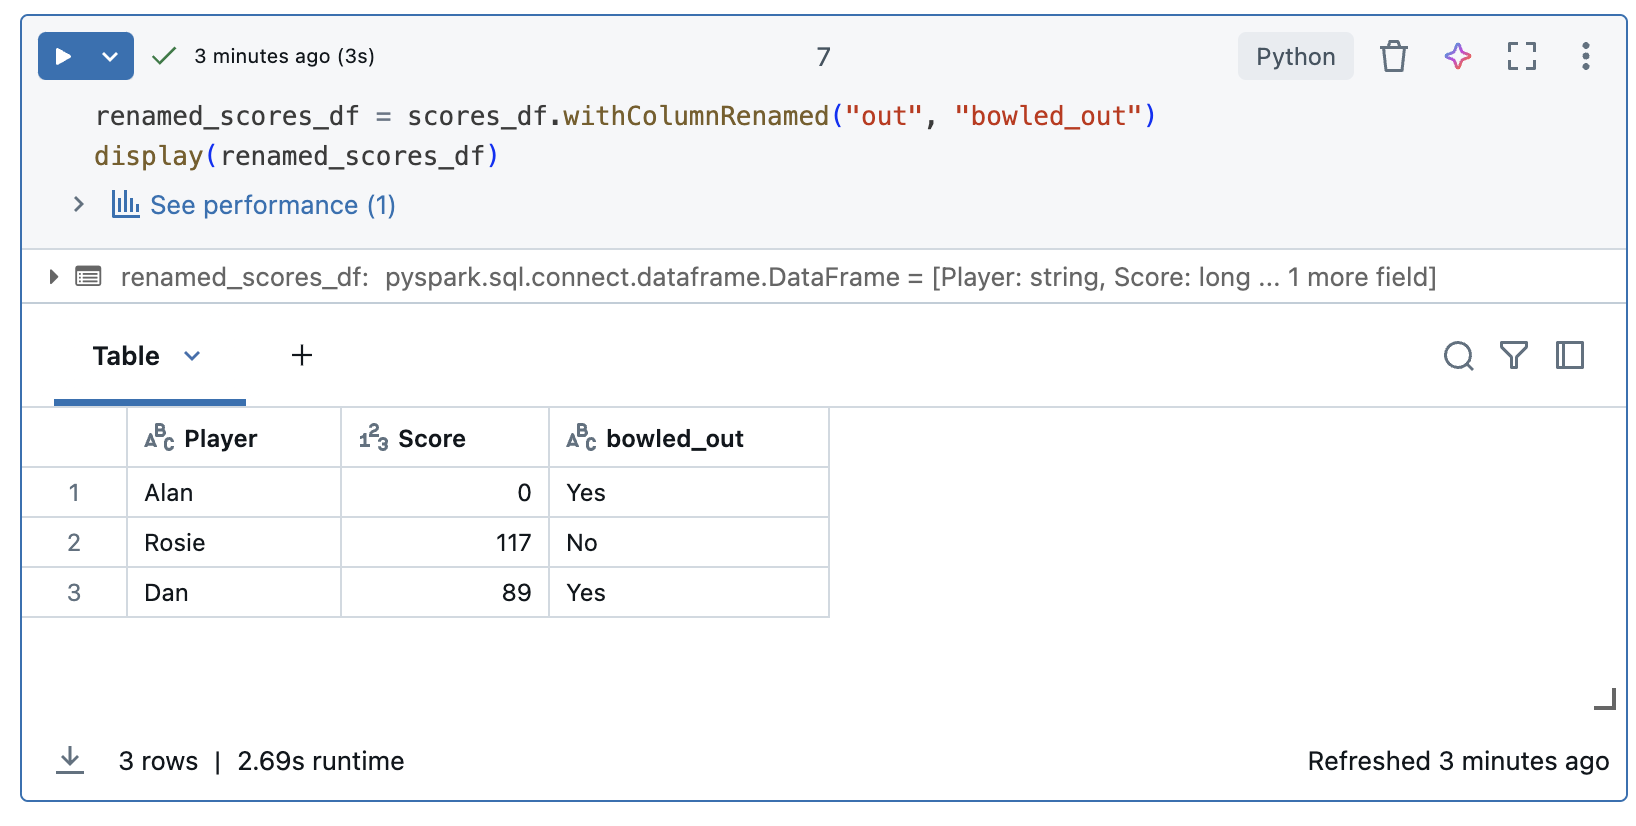 3 minutes ago (3s)
7
Python
renamed_scores_df = scores_df.withColumnRenamed("out", "bowled_out")
display(renamed_scores_df)
See performance (1)
renamed_scores_df: pyspark.sql.connect.dataframe.DataFrame = [Player: string, Score: long ... 1 more field]
Table
ABC Player 123 Score ABC bowled_out
1 Alan 0 Yes
2 Rosie 117 No
3 Dan 89 Yes
3 rows | 2.69s runtime
Refreshed 3 minutes ago